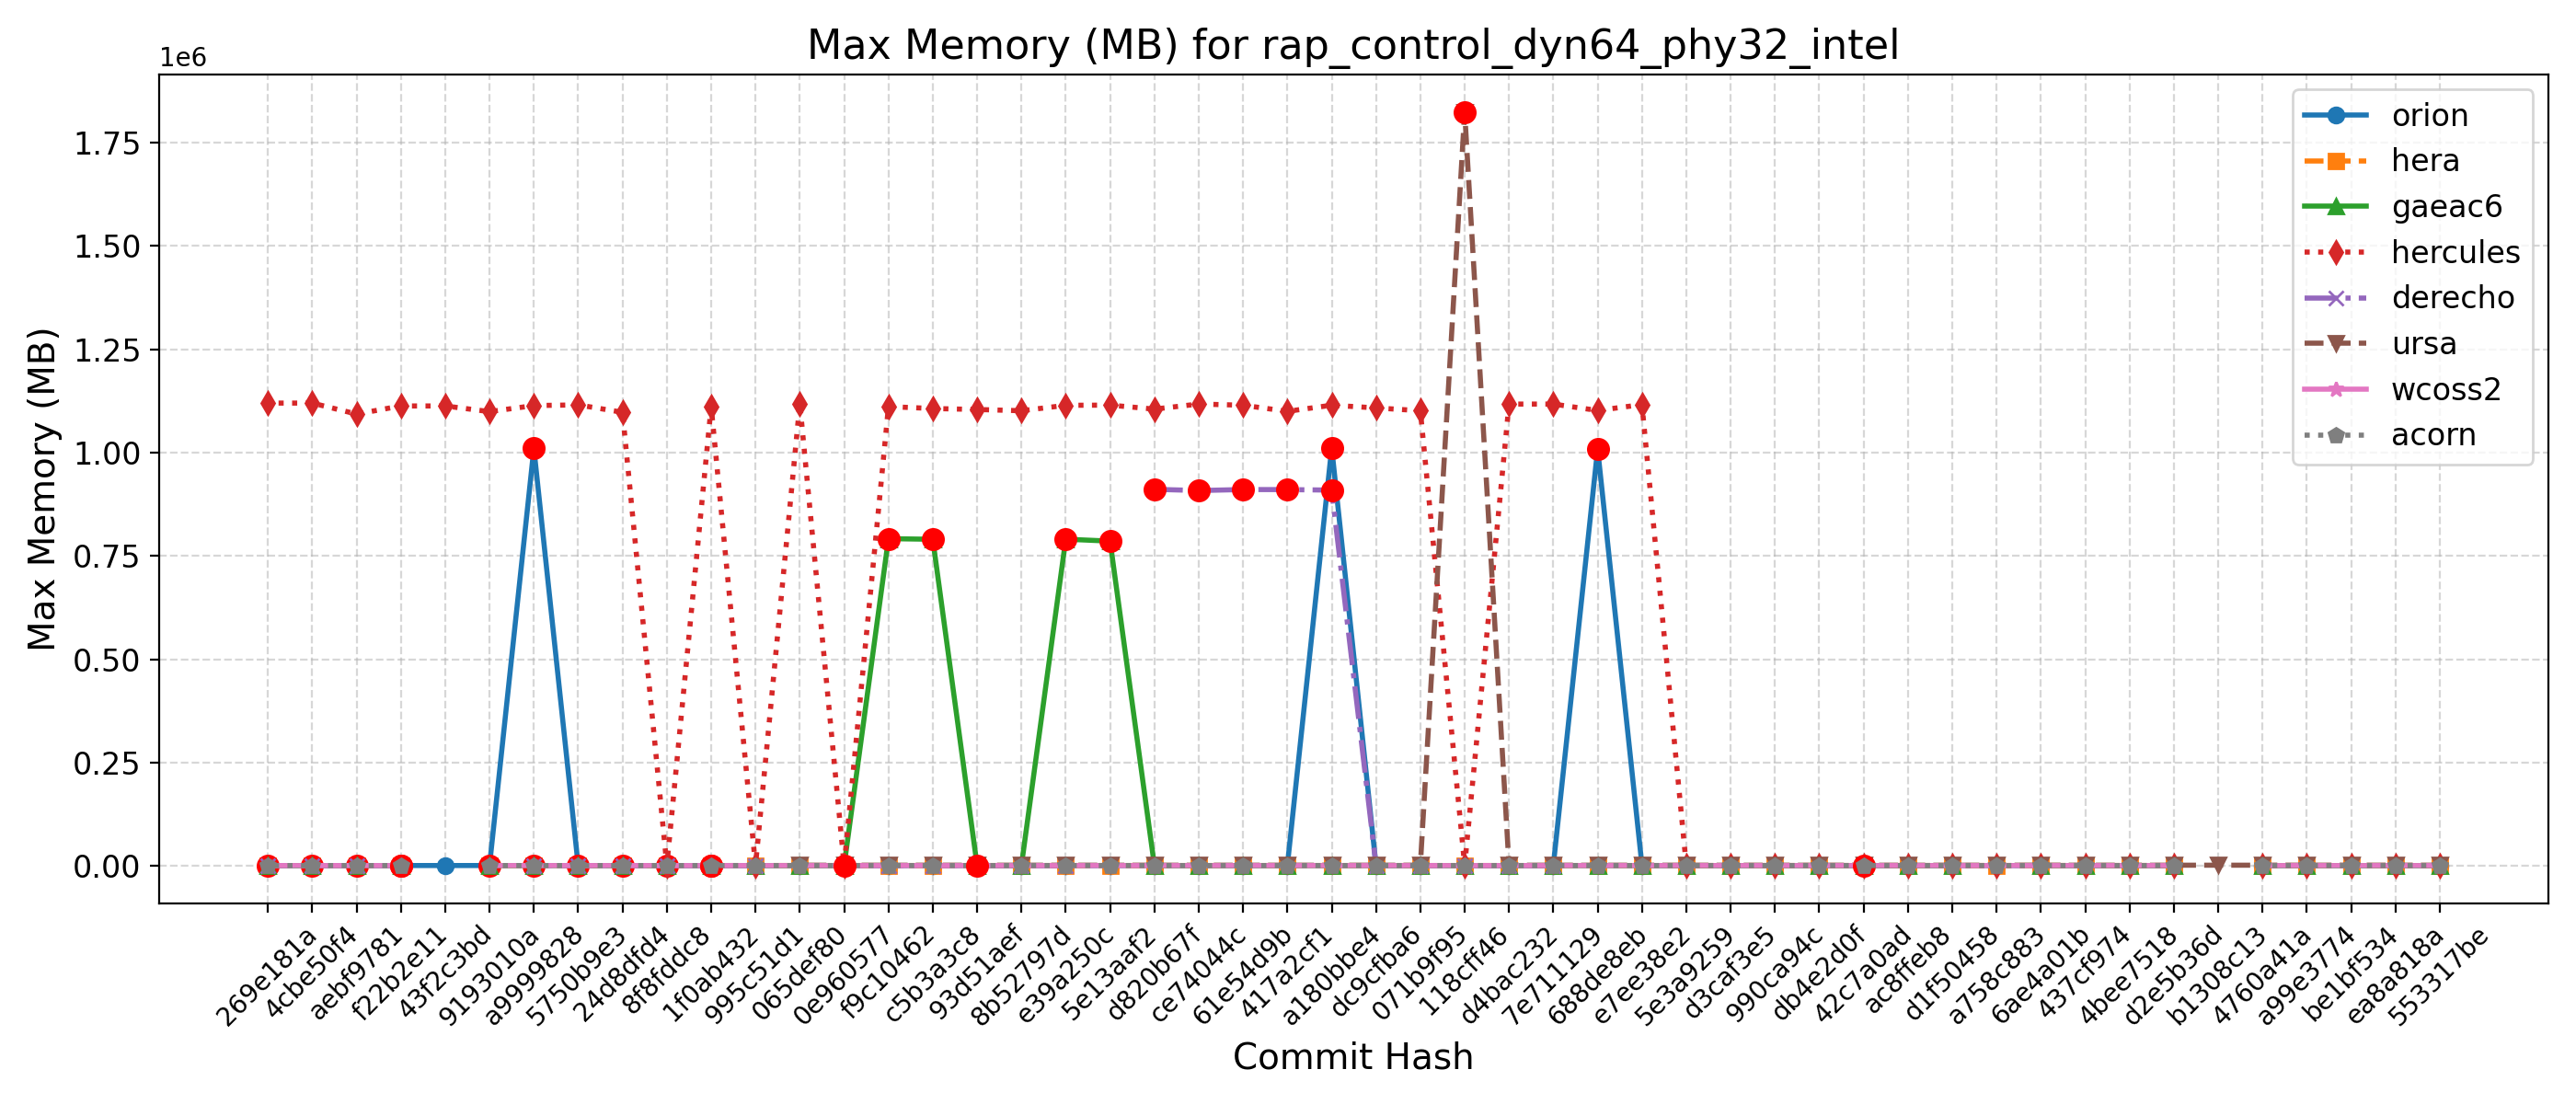 Max Memory (MB) for rap_control_dyn64_phy32_intel
1e6
1.75
1.50
1.25
1.00
0.75
0.50
0.25
0.00
Max Memory (MB)
orion
hera
gaeac6
hercules
derecho
ursa
wcoss2
acorn
269e181a
4cbe50f4
aebf9781
f22b2e11
43f2c3bd
9193010a
a9999828
5750b9e3
24d8dfd4
8f8fddc8
1f0ab432
995c51d1
065def80
0e960577
f9c10462
c5b3a3c8
93d51aef
8b52797d
e39a250c
5e13aaf2
d820b67f
ce74044c
61e54d9b
417a2cf1
a180bbe4
dc9cfba6
071b9f95
118cff46
d4bac232
7e711129
688de8eb
e7ee38e2
5e3a9259
d3caf3e5
990ca94c
db4e2d0f
42c7a0ad
ac8ffeb8
d1f50458
a758c883
6ae4a01b
437cf974
4bee7518
d2e5b36d
b1308c13
4760a41a
a99e3774
be1bf534
ea8a818a
553317be
Commit Hash